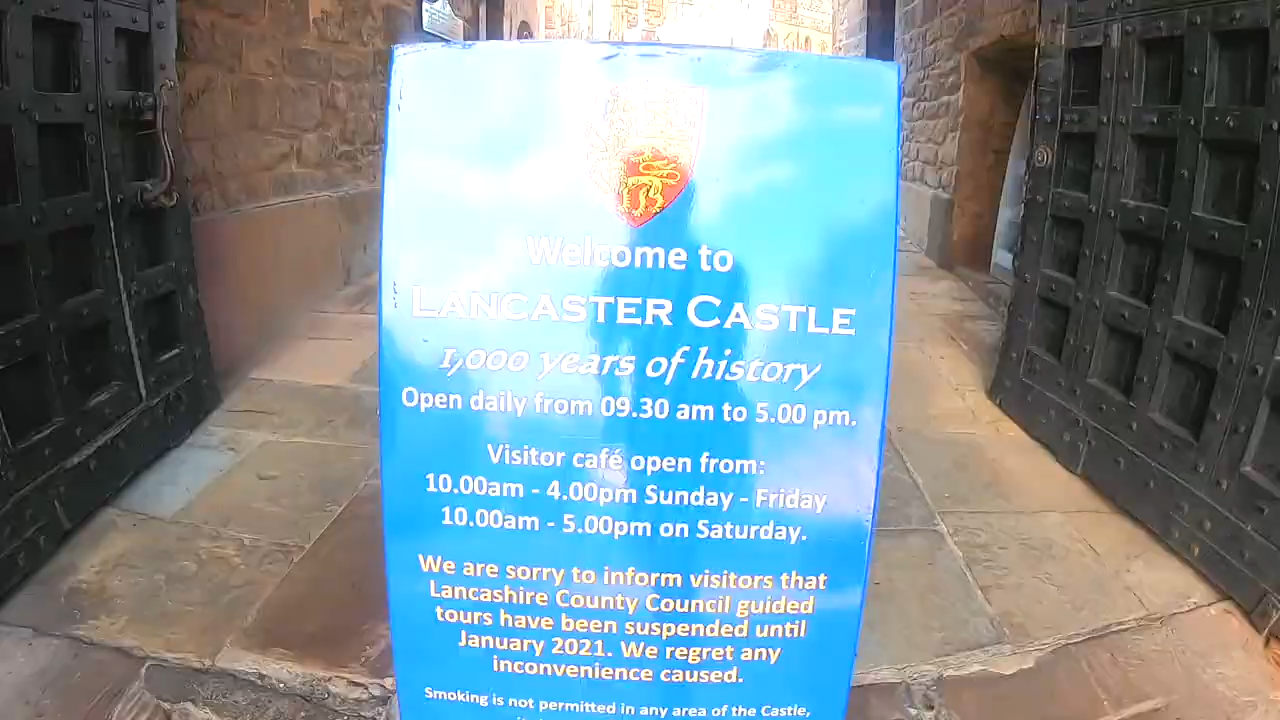 Welcome to
LANCASTER CASTLE
1,000 years of history
Open daily from 09.30 am to 5.00 pm.
Visitor café open from:
10.00am - 4.00pm Sunday - Friday
10.00am - 5.00pm on Saturday.
We are sorry to inform visitors that
Lancashire County Council guided
tours have been suspended until
January 2021. We regret any
inconvenience caused.
Smoking is not permitted in any area of the Castle,